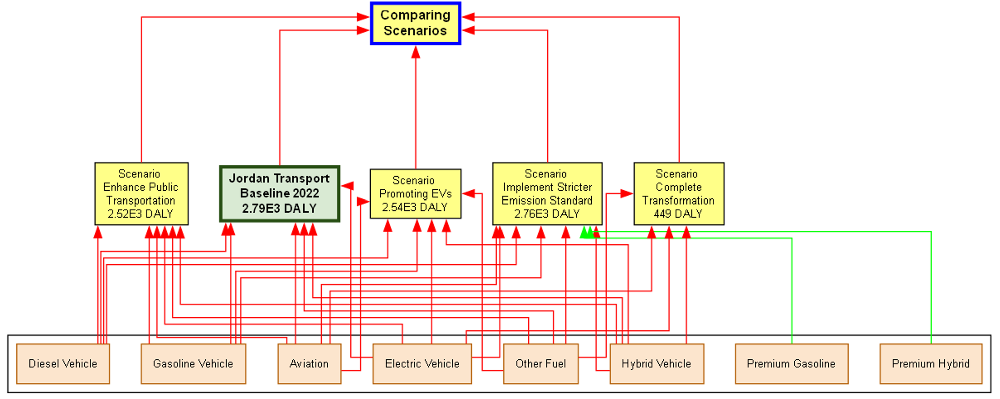 Comparing
Scenarios
Scenario
Enhance Public
Transportation
2.52E3 DALY
Jordan Transport
Baseline 2022
2.79E3 DALY
Scenario
Promoting EVs
2.54E3 DALY
Scenario
Implement Stricter
Emission Standard
2.76E3 DALY
Scenario
Complete
Transformation
449 DALY
Diesel Vehicle
Gasoline Vehicle
Aviation
Electric Vehicle
Other Fuel
Hybrid Vehicle
Premium Gasoline
Premium Hybrid